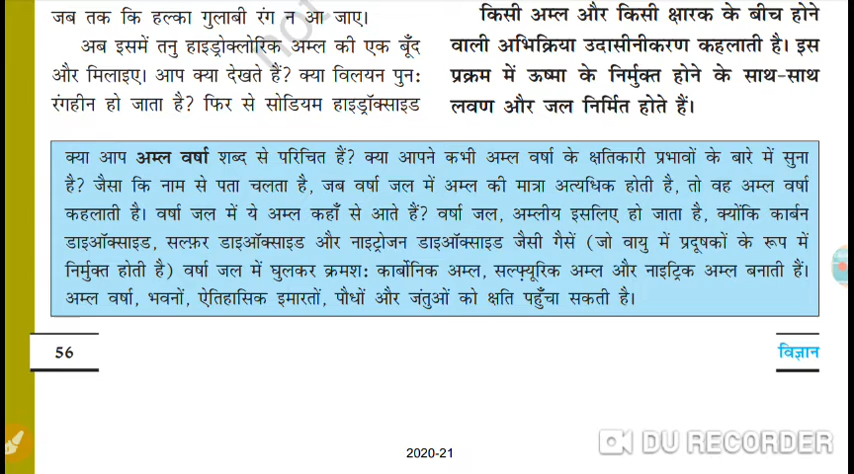 जब तक कि हल्का गुलाबी रंग न आ जाए।
अब इसमें तनु हाइड्रोक्लोरिक अम्ल की एक बूँद
और मिलाइए। आप क्या देखते हैं? क्या विलयन पुन:
रंगहीन हो जाता है? फिर से सोडियम हाइड्रॉक्साइड
किसी अम्ल और किसी क्षारक के बीच होने
वाली अभिक्रिया उदासीनीकरण कहलाती है। इस
प्रक्रम में ऊष्मा के निर्मुक्त होने के साथ-साथ
लवण और जल निर्मित होते हैं।
क्या आप अम्ल वर्षा शब्द से परिचित हैं? क्या आपने कभी अम्ल वर्षा के क्षतिकारी प्रभावों के बारे में सुना
है? जैसा कि नाम से पता चलता है, जब वर्षा जल में अम्ल की मात्रा अत्यधिक होती है, तो वह अम्ल वर्षा
कहलाती है। वर्षा जल में ये अम्ल कहाँ से आते हैं? वर्षा जल, अम्लीय इसलिए हो जाता है, क्योंकि कार्बन
डाइऑक्साइड, सल्फ़र डाइऑक्साइड और नाइट्रोजन डाइऑक्साइड जैसी गैसें (जो वायु में प्रदूषकों के रूप में
निर्मुक्त होती है) वर्षा जल में घुलकर क्रमश: कार्बोनिक अम्ल, सल्फ़्यूरिक अम्ल और नाइट्रिक अम्ल बनाती हैं।
अम्ल वर्षा, भवनों, ऐतिहासिक इमारतों, पौधों और जंतुओं को क्षति पहुँचा सकती है।
56
विज्ञान
2020-21
DU RECORDER
not